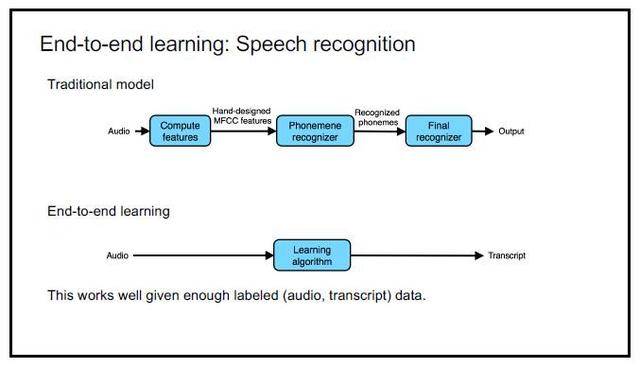 End-to-end learning: Speech recognition
Traditional model
Hand-designed
MFCC features
Recognized
phonemes
Audio
Compute
features
Phonemene
recognizer
Final
recognizer
Output
End-to-end learning
Audio
Learning
algorithm
Transcript
This works well given enough labeled (audio, transcript) data.